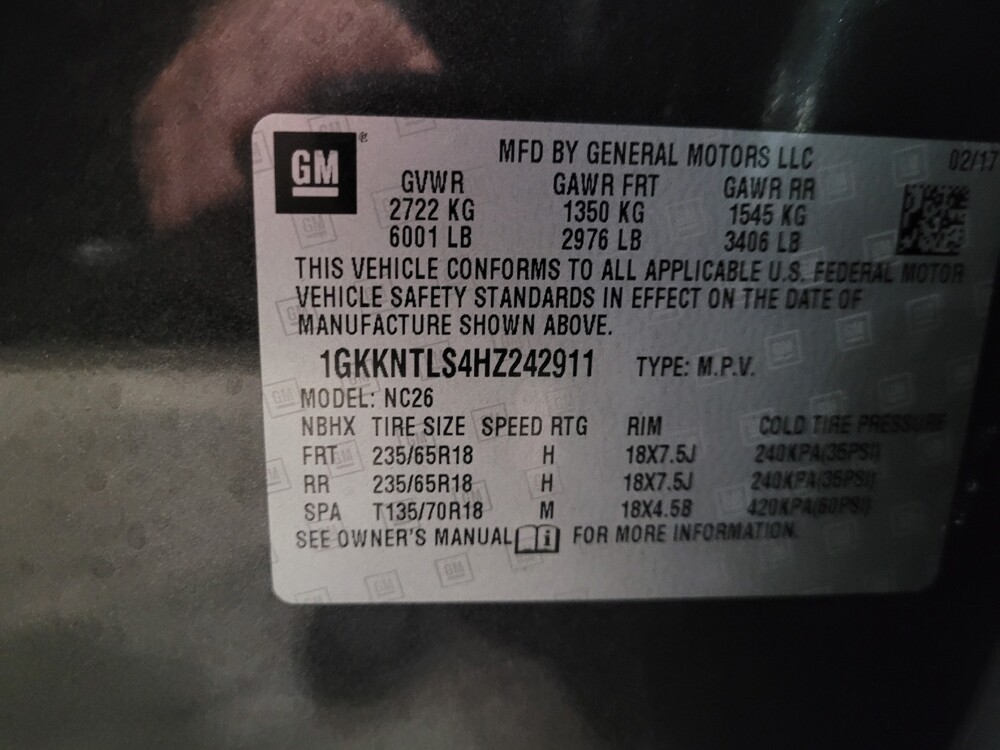 GM ®
MFD BY GENERAL MOTORS LLC 02/17
GVWR GAWR FRT GAWR RR
2722 KG 1350 KG 1545 KG
6001 LB 2976 LB 3406 LB
THIS VEHICLE CONFORMS TO ALL APPLICABLE U.S. FEDERAL MOTOR
VEHICLE SAFETY STANDARDS IN EFFECT ON THE DATE OF
MANUFACTURE SHOWN ABOVE.
1GKKNTLS4HZ242911 TYPE: M.P.V.
MODEL: NC26
NBHX TIRE SIZE SPEED RTG RIM COLD TIRE PRESSURE
FRT 235/65R18 H 18X7.5J 240KPA(35PSI)
RR 235/65R18 H 18X7.5J 240KPA(35PSI)
SPA T135/70R18 M 18X4.5B 420KPA(60PSI)
SEE OWNER'S MANUAL i FOR MORE INFORMATION.